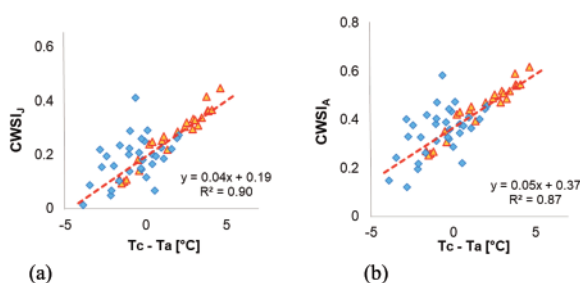 0.6
0.4
0.2
0
CWSIJ
-5
0
5
Tc - Ta [°C]
y = 0.04x + 0.19
R² = 0.90
(a)
0.8
0.6
0.4
0.2
0
CWSIA
-5
0
5
Tc - Ta [°C]
y = 0.05x + 0.37
R² = 0.87
(b)